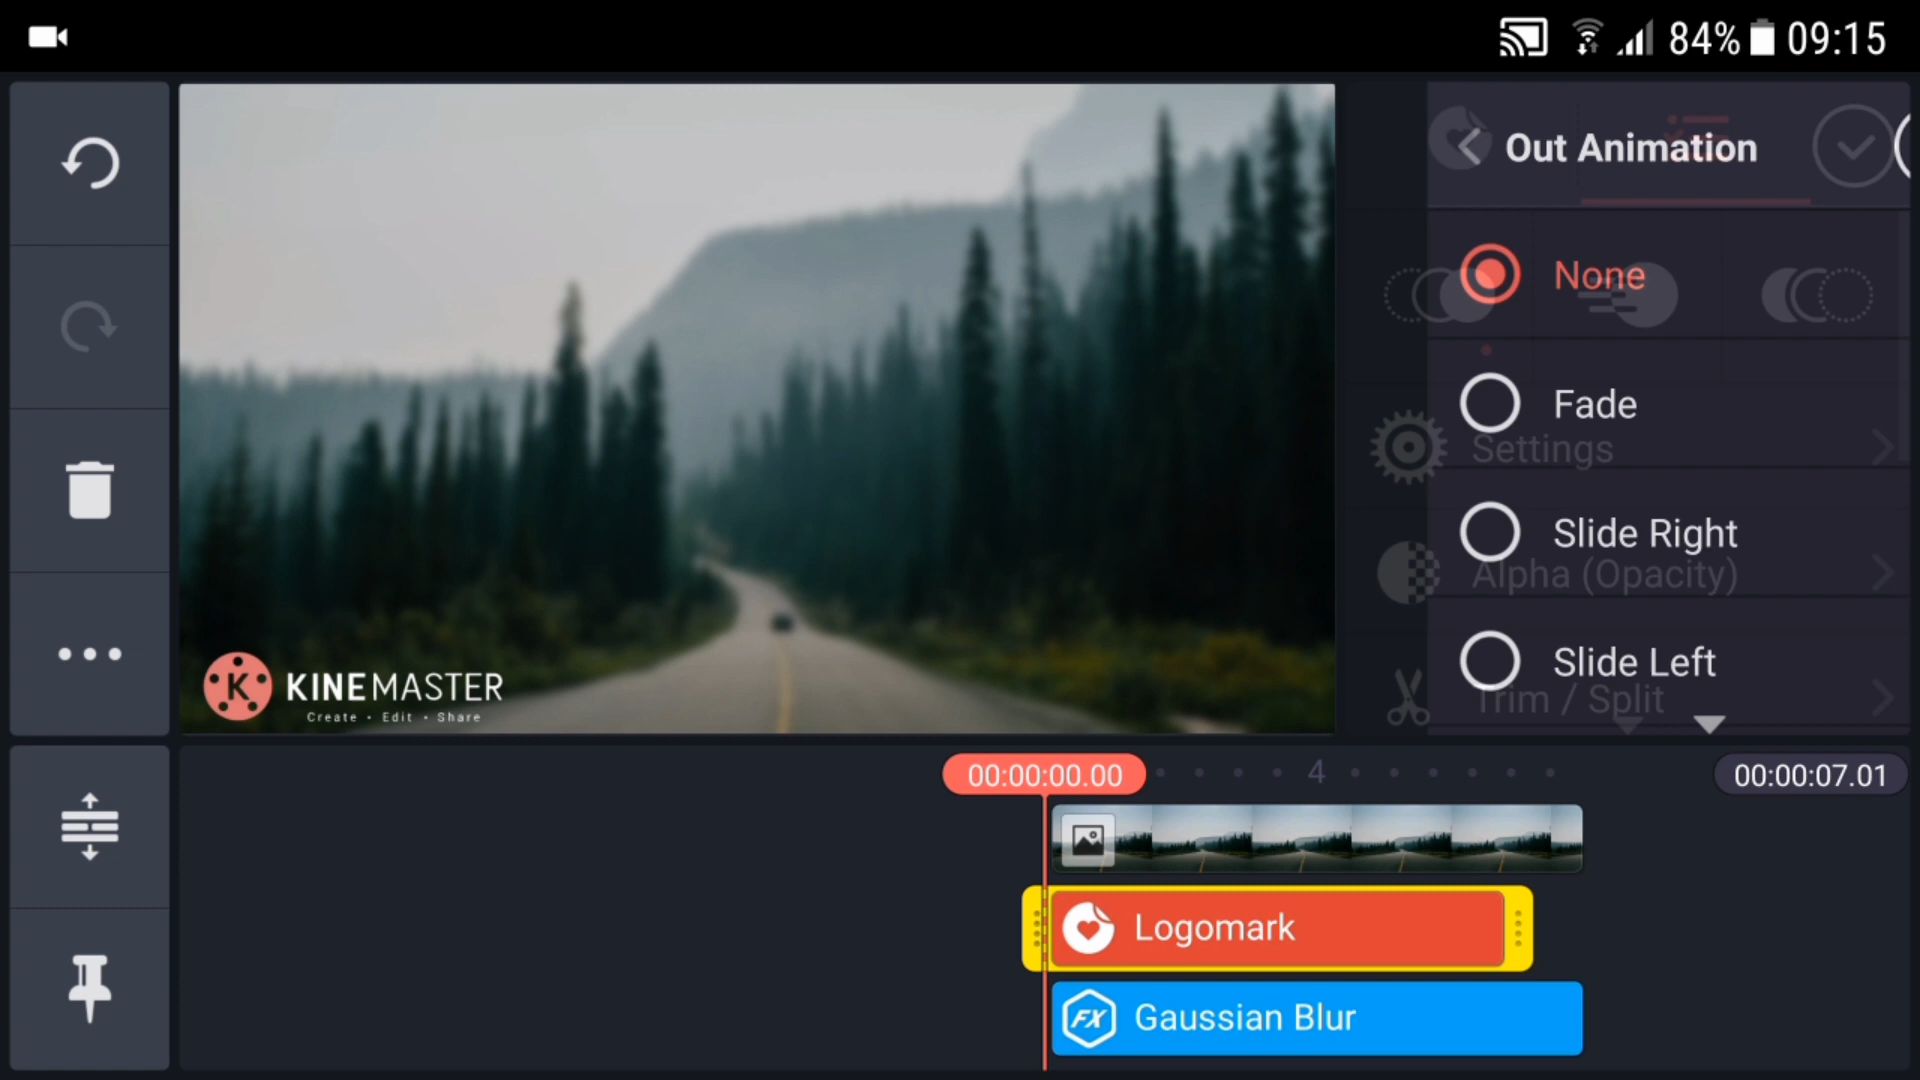 84% 09:15
Out Animation
None
Fade
Settings
Slide Right
Alpha (Opacity)
Slide Left
Trim / Split
K KINEMASTER
Create • Edit • Share
00:00:00.00 4 00:00:07.01
Logomark
FX Gaussian Blur